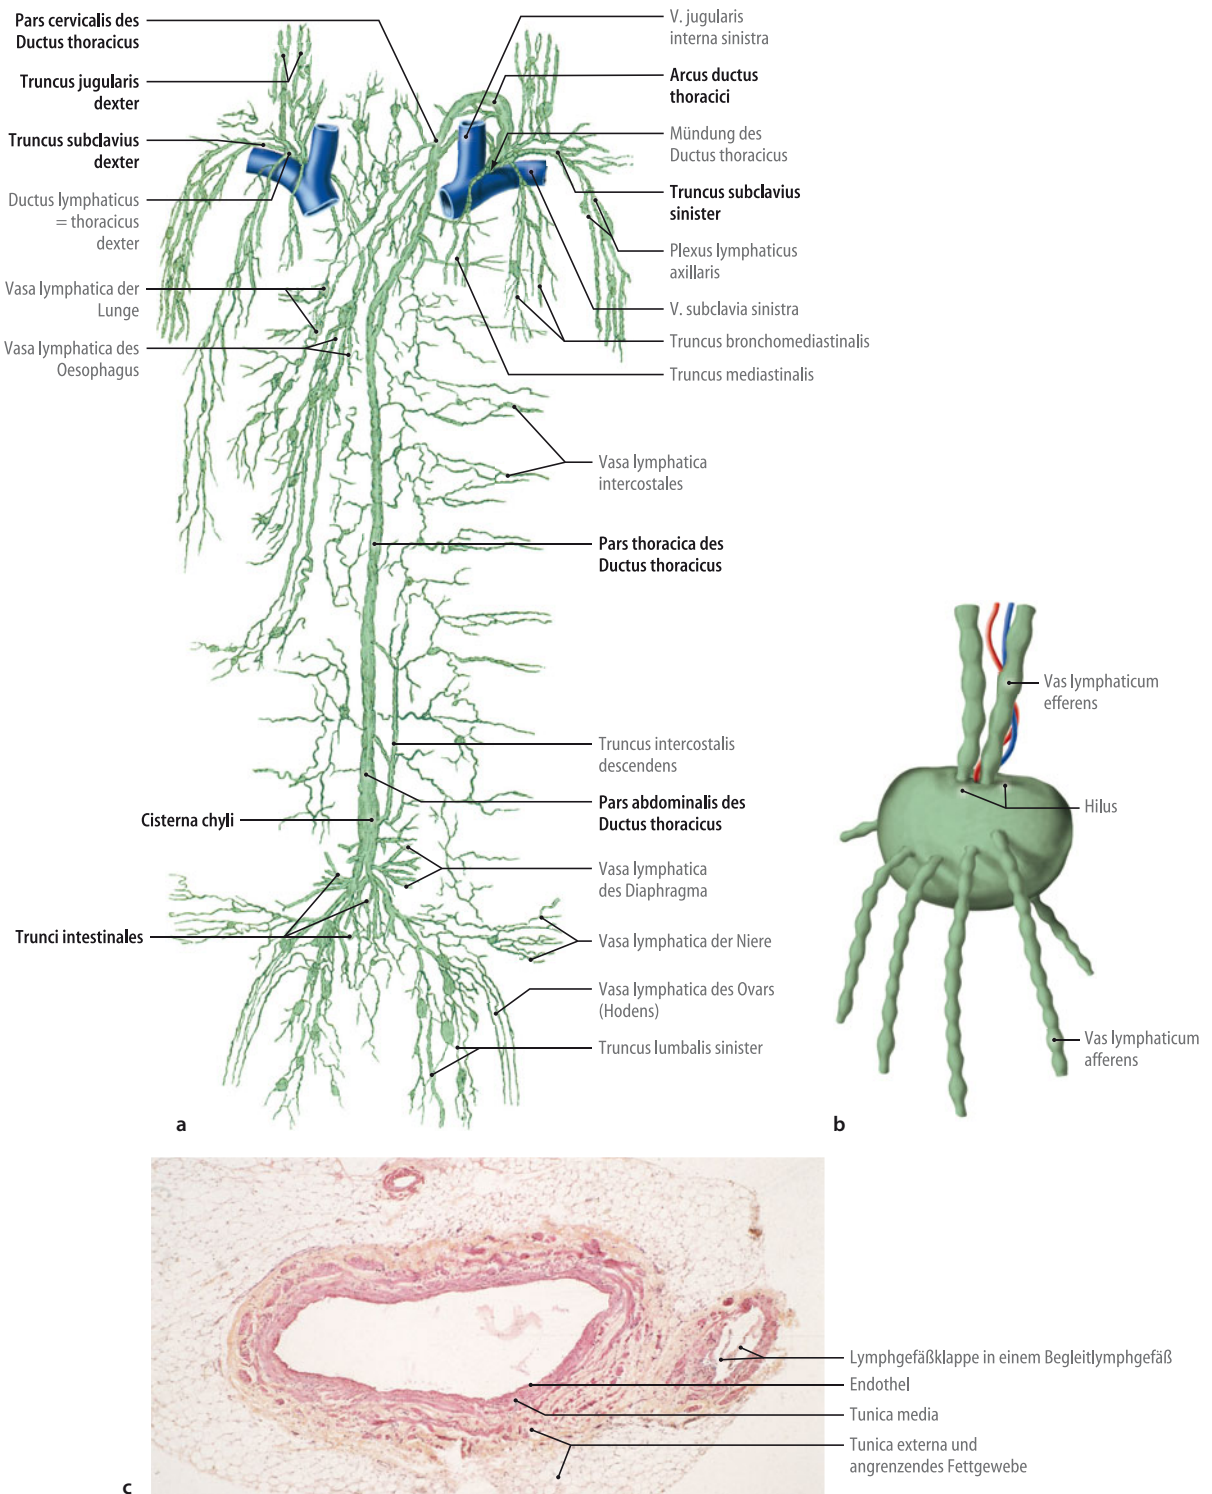 Pars cervicalis des
Ductus thoracicus
Truncus jugularis
dexter
Truncus subclavius
dexter
Ductus lymphaticus
= thoracicus
dexter
Vasa lymphatica der
Lunge
Vasa lymphatica des
Oesophagus
Cisterna chyli
Trunci intestinales
V. jugularis
interna sinistra
Arcus ductus
thoracici
Mündung des
Ductus thoracicus
Truncus subclavius
sinister
Plexus lymphaticus
axillaris
V. subclavia sinistra
Truncus bronchomediastinalis
Truncus mediastinalis
Vasa lymphatica
intercostales
Pars thoracica des
Ductus thoracicus
Truncus intercostalis
descendens
Pars abdominalis des
Ductus thoracicus
Vasa lymphatica
des Diaphragma
Vasa lymphatica der Niere
Vasa lymphatica des Ovars
(Hodens)
Truncus lumbalis sinister
a
Vas lymphaticum
efferens
Hilus
Vas lymphaticum
afferens
b
Lymphgefäßklappe in einem Begleitlymphgefäß
Endothel
Tunica media
Tunica externa und
angrenzendes Fettgewebe
c